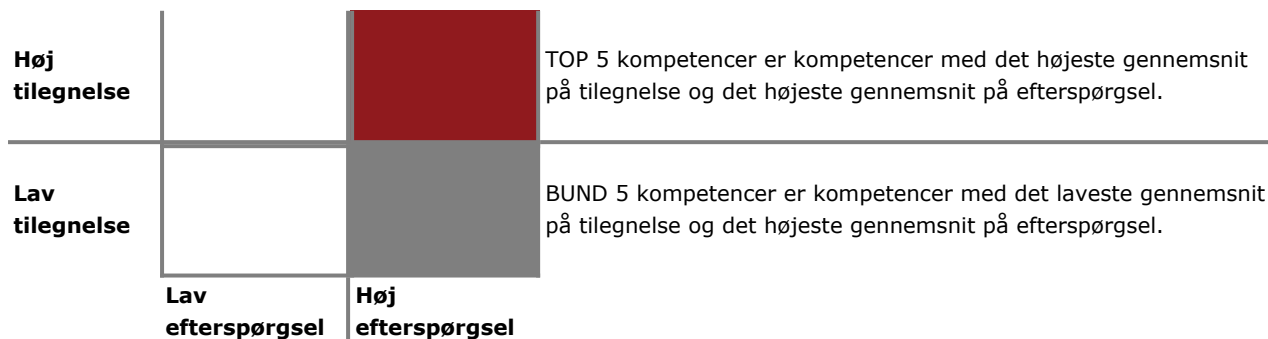 Høj
tilegnelse
TOP 5 kompetencer er kompetencer med det højeste gennemsnit
på tilegnelse og det højeste gennemsnit på efterspørgsel.
Lav
tilegnelse
BUND 5 kompetencer er kompetencer med det laveste gennemsnit
på tilegnelse og det højeste gennemsnit på efterspørgsel.
Lav
efterspørgsel
Høj
efterspørgsel